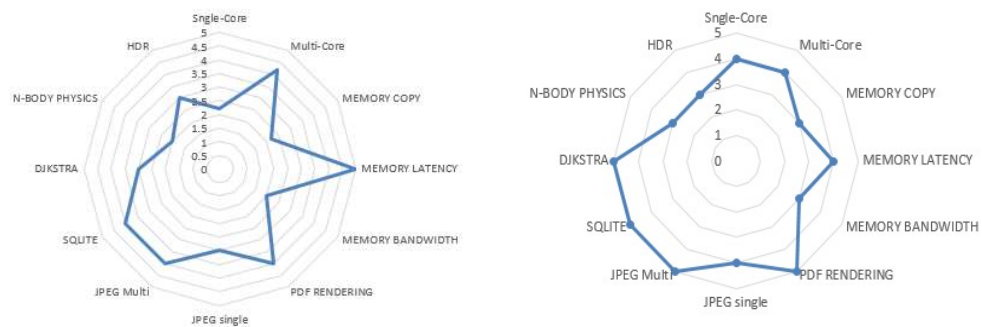 Sngle-Core
5
4.5
4
3.5
3
2.5
2
1.5
1
0.5
0
Multi-Core
MEMORY COPY
MEMORY LATENCY
MEMORY BANDWIDTH
PDF RENDERING
JPEG single
JPEG Multi
SQLITE
DJKSTRA
N-BODY PHYSICS
HDR
Sngle-Core
5
4
3
2
1
0
Multi-Core
MEMORY COPY
MEMORY LATENCY
MEMORY BANDWIDTH
PDF RENDERING
JPEG single
JPEG Multi
SQLITE
DJKSTRA
N-BODY PHYSICS
HDR